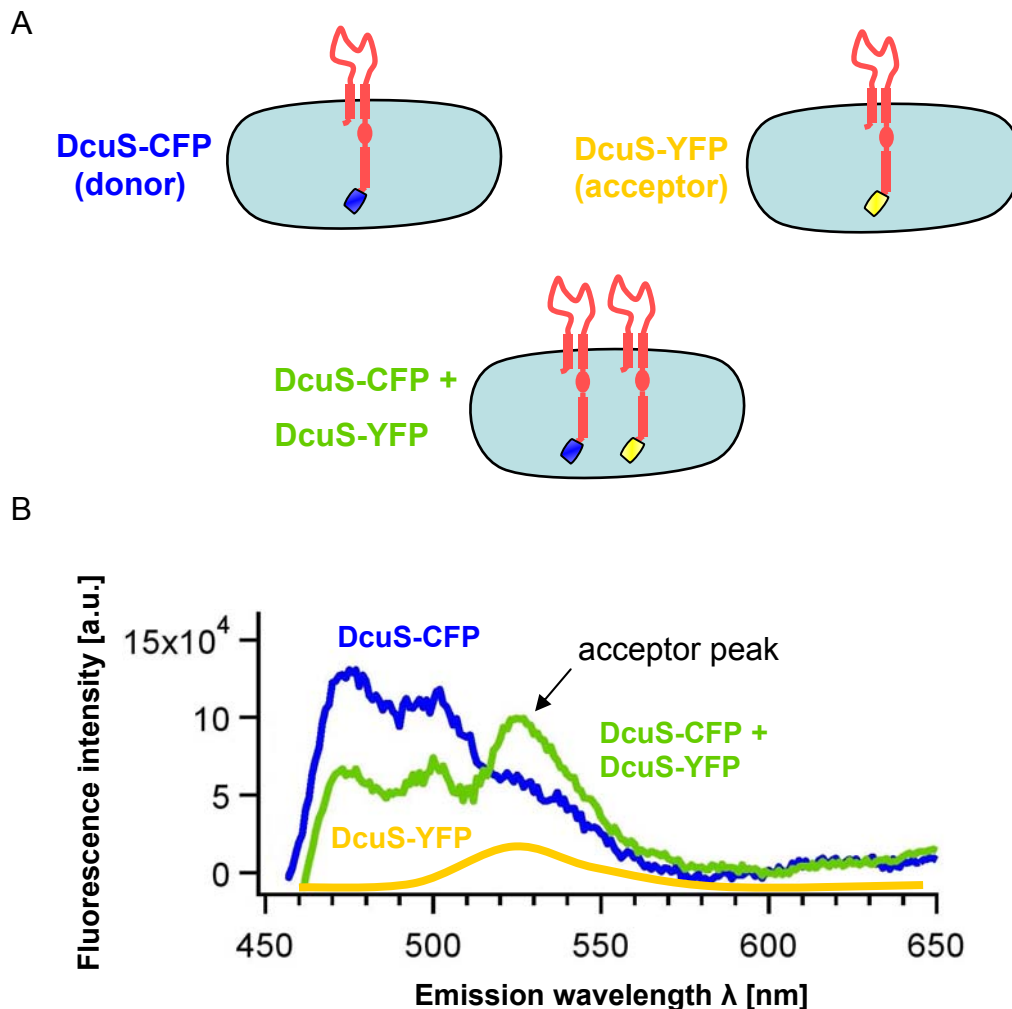 A
DcuS-CFP
(donor)
DcuS-YFP
(acceptor)
DcuS-CFP +
DcuS-YFP
B
Fluorescence intensity [a.u.]
15x10⁴
10
5
0
DcuS-CFP
acceptor peak
DcuS-CFP +
DcuS-YFP
DcuS-YFP
450 500 550 600 650
Emission wavelength λ [nm]